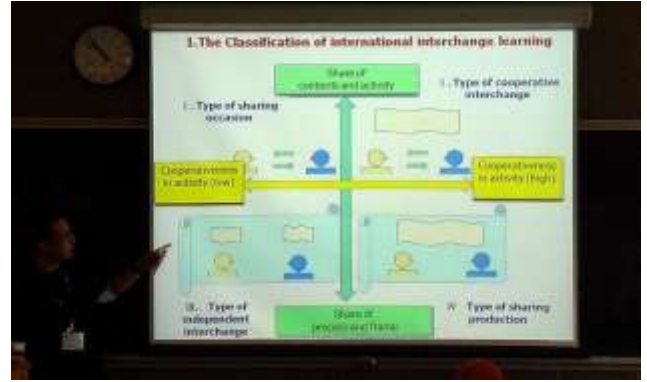 1.The Classification of international interchange learning
Share of
contents and activity
I . Type of sharing
occasion
. Type of cooperative
interchange
Cooperativeness
in activity (low)
Cooperativeness
in activity (high)
Type of
independent
interchange
Share of
process and frame
IV Type of sharing
production